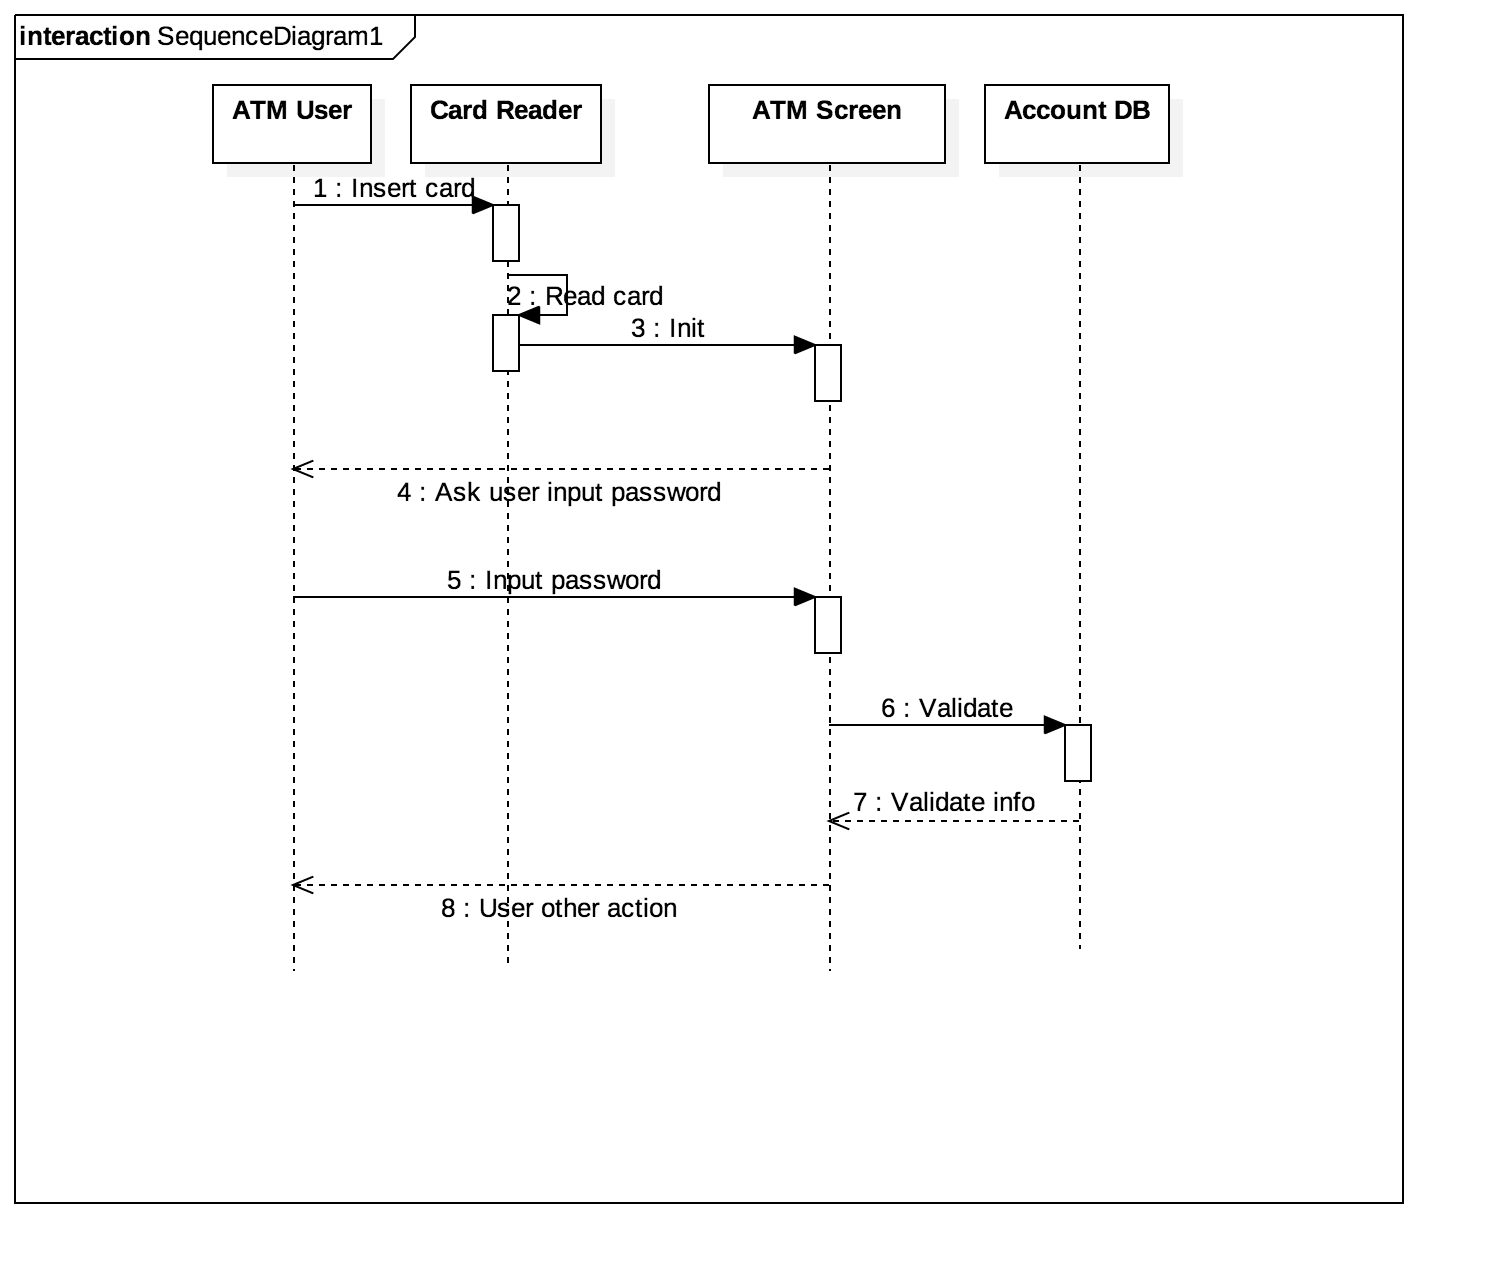 interaction SequenceDiagram1
ATM User
Card Reader
ATM Screen
Account DB
1 : Insert card
2 : Read card
3 : Init
4 : Ask user input password
5 : Input password
6 : Validate
7 : Validate info
8 : User other action